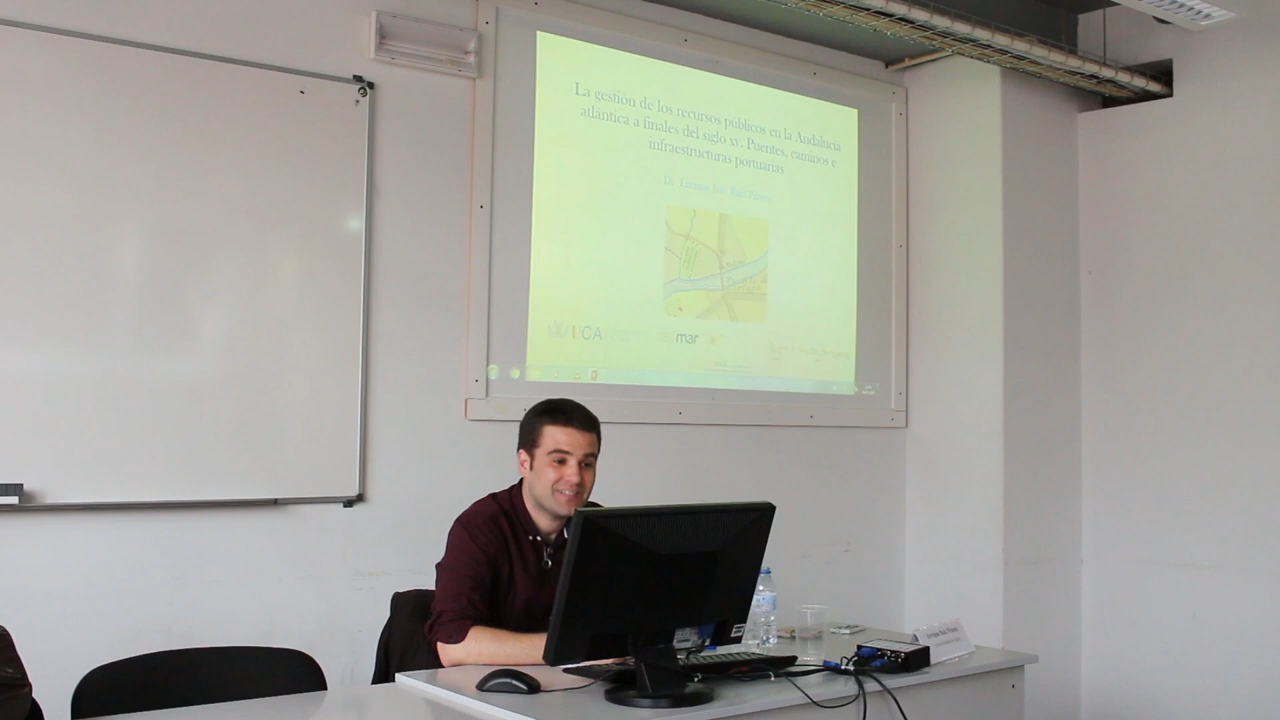 La gestión de los recursos públicos en la Andalucía
atlántica a finales del siglo xv. Puentes, caminos e
infraestructuras portuarias
UCA
mar